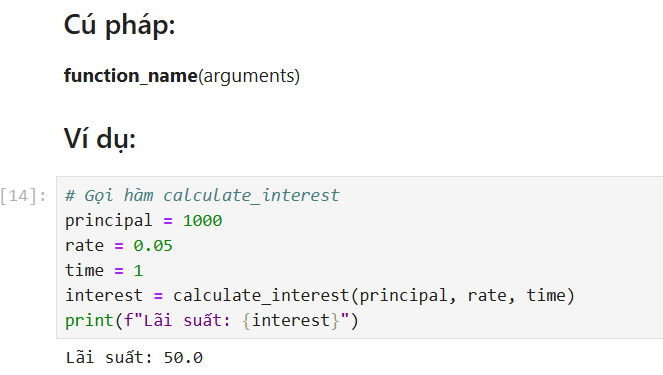 Cú pháp:
function_name(arguments)
Ví dụ:
[14]: # Gọi hàm calculate_interest
principal = 1000
rate = 0.05
time = 1
interest = calculate_interest(principal, rate, time)
print(f"Lãi suất: {interest}")
Lãi suất: 50.0